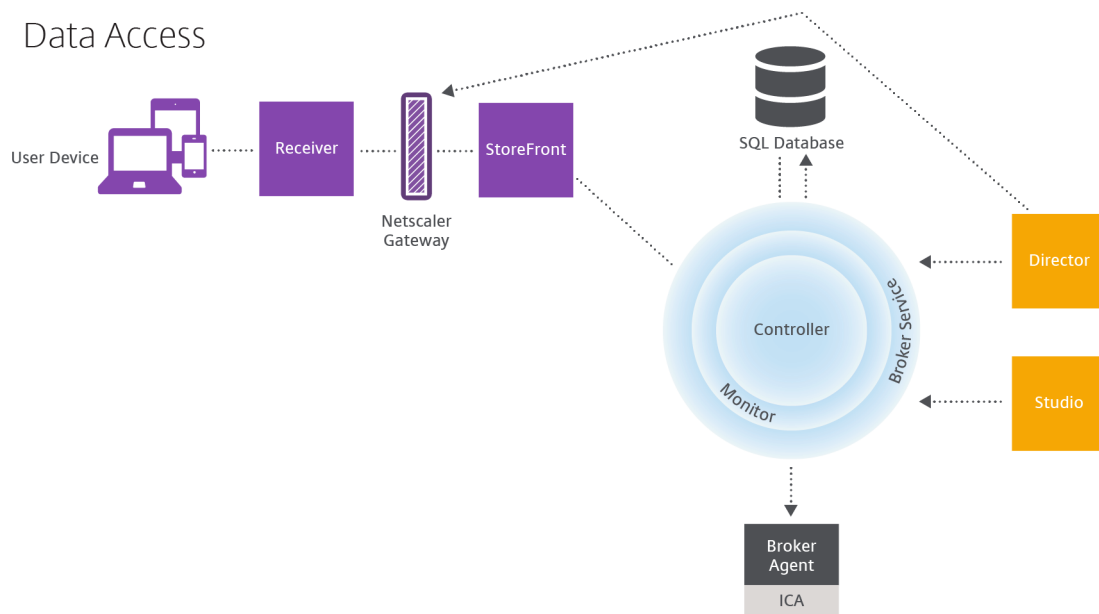 Data Access
User Device
Receiver
Netscaler
Gateway
StoreFront
SQL Database
Controller
Monitor
Broker Service
Director
Studio
Broker
Agent
ICA